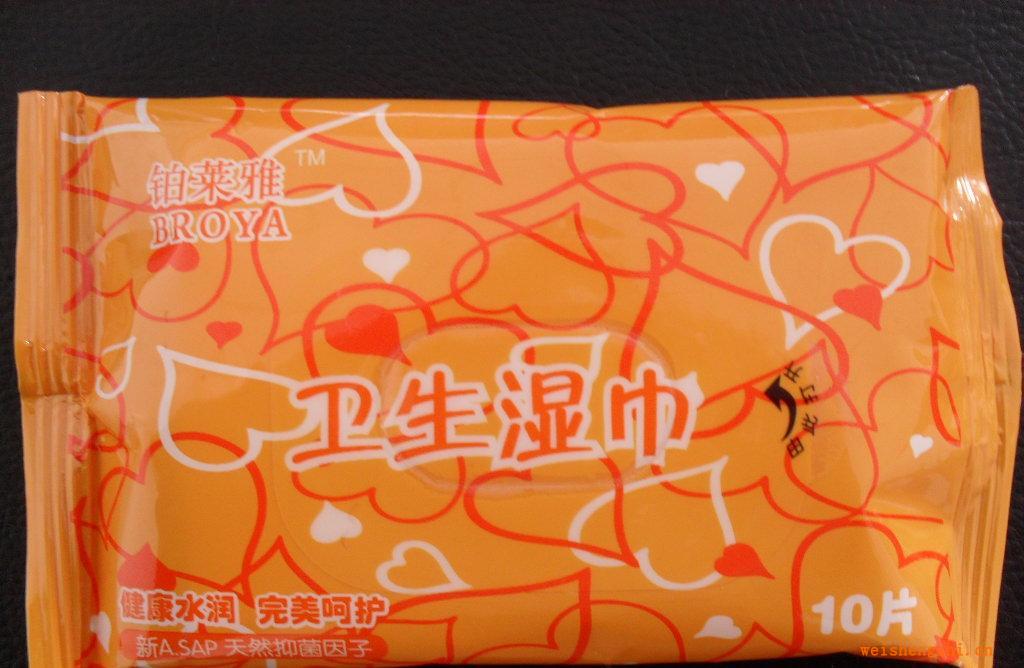 铂莱雅 TM
BROYA
卫生湿巾
由此打开
健康水润 完美呵护
新A.SAP 天然抑菌因子
10片